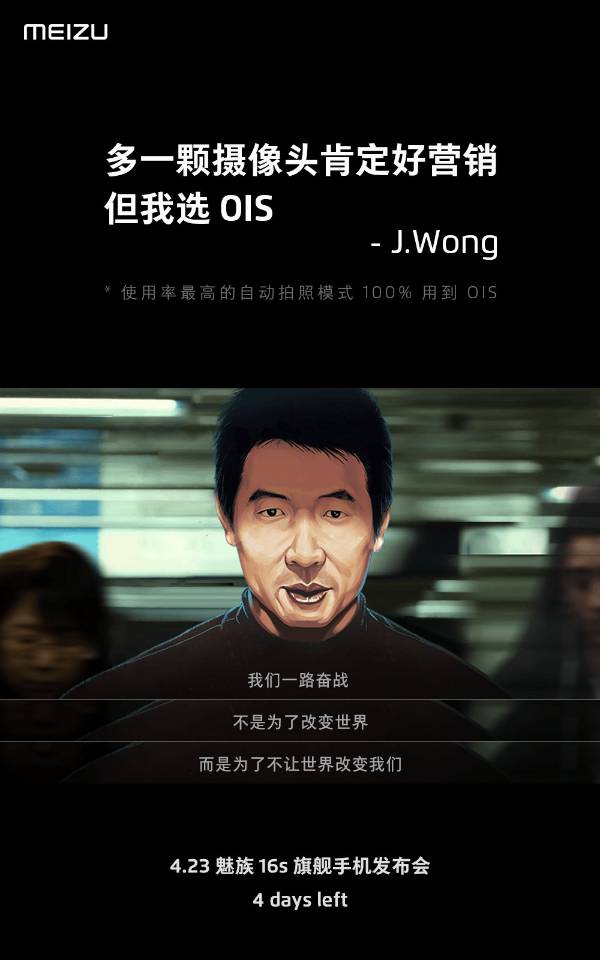 MEIZU
多一颗摄像头肯定好营销
但我选 OIS
- J.Wong
* 使用率最高的自动拍照模式 100% 用到 OIS
我们一路奋战
不是为了改变世界
而是为了不让世界改变我们
4.23 魅族 16s 旗舰手机发布会
4 days left